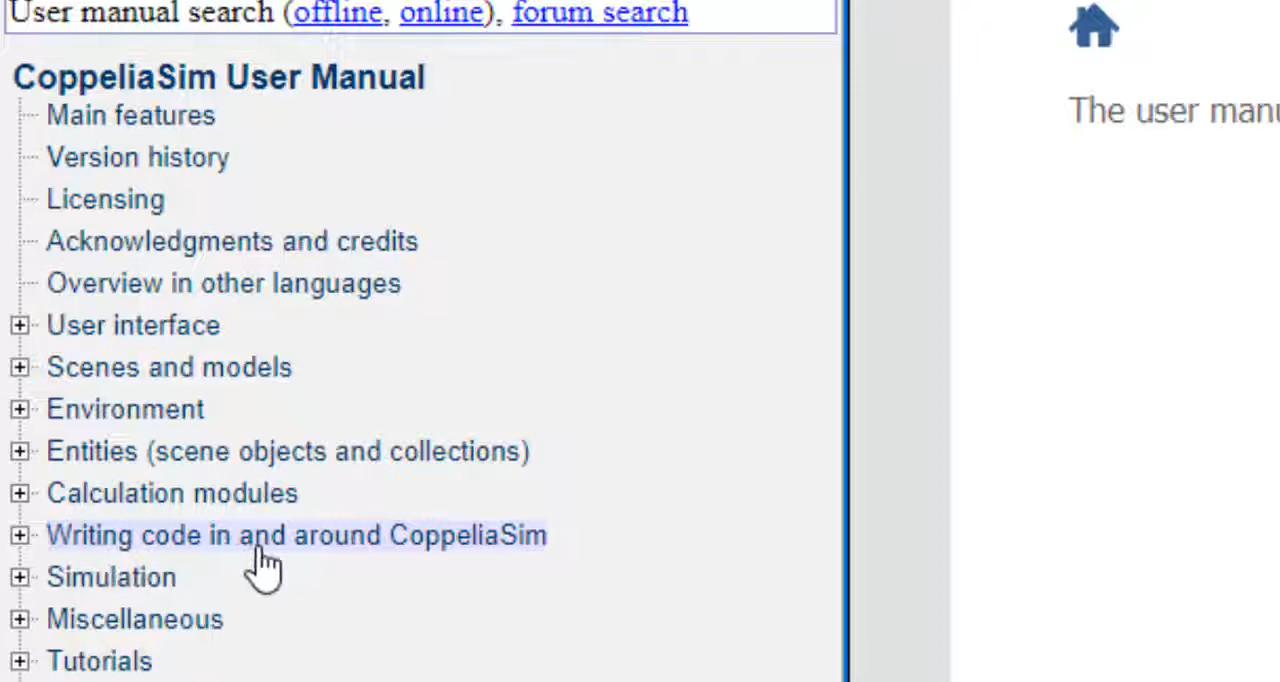 User manual search (offline, online), forum search
CoppeliaSim User Manual
Main features
Version history
Licensing
Acknowledgments and credits
Overview in other languages
User interface
Scenes and models
Environment
Entities (scene objects and collections)
Calculation modules
Writing code in and around CoppeliaSim
Simulation
Miscellaneous
Tutorials
The user